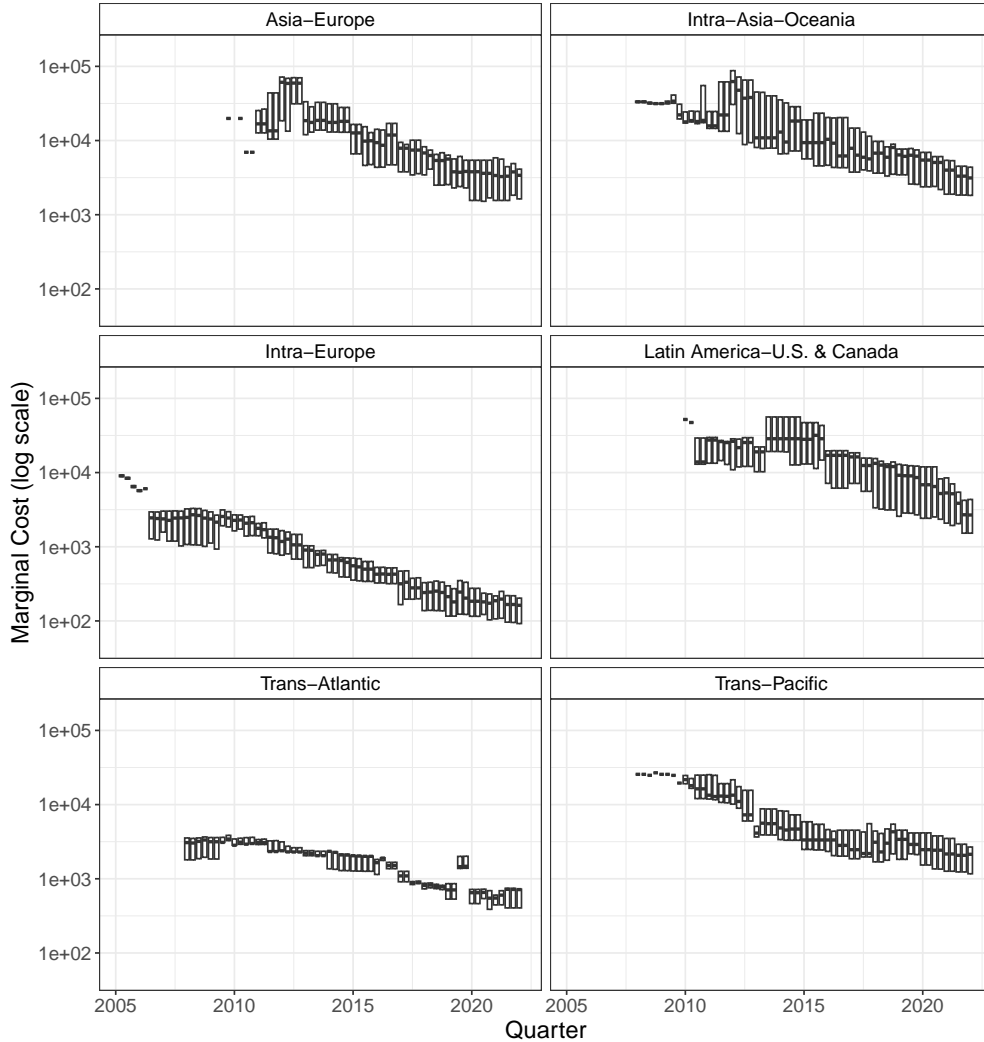 Asia−Europe
Intra−Asia−Oceania
1e+05
1e+04
1e+03
1e+02
Intra−Europe
Latin America−U.S. & Canada
1e+05
1e+04
1e+03
1e+02
Trans−Atlantic
Trans−Pacific
1e+05
1e+04
1e+03
1e+02
Marginal Cost (log scale)
2005 2010 2015 2020 2005 2010 2015 2020
Quarter